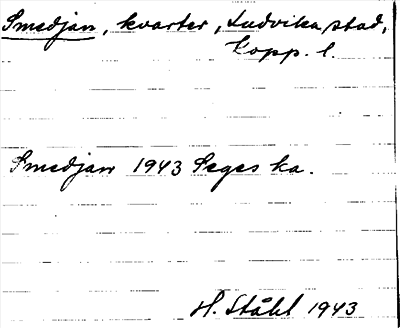 Smedjan, kvarter, Ludvika stad,
Kopp. l.
Smedjan 1943 Seges ka.
H. Ståhl 1943